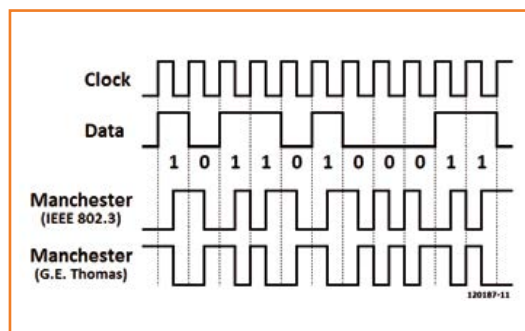 Clock
Data
1 0 1 1 0 1 0 0 0 1 1
Manchester
(IEEE 802.3)
Manchester
(G.E. Thomas)
120187-11